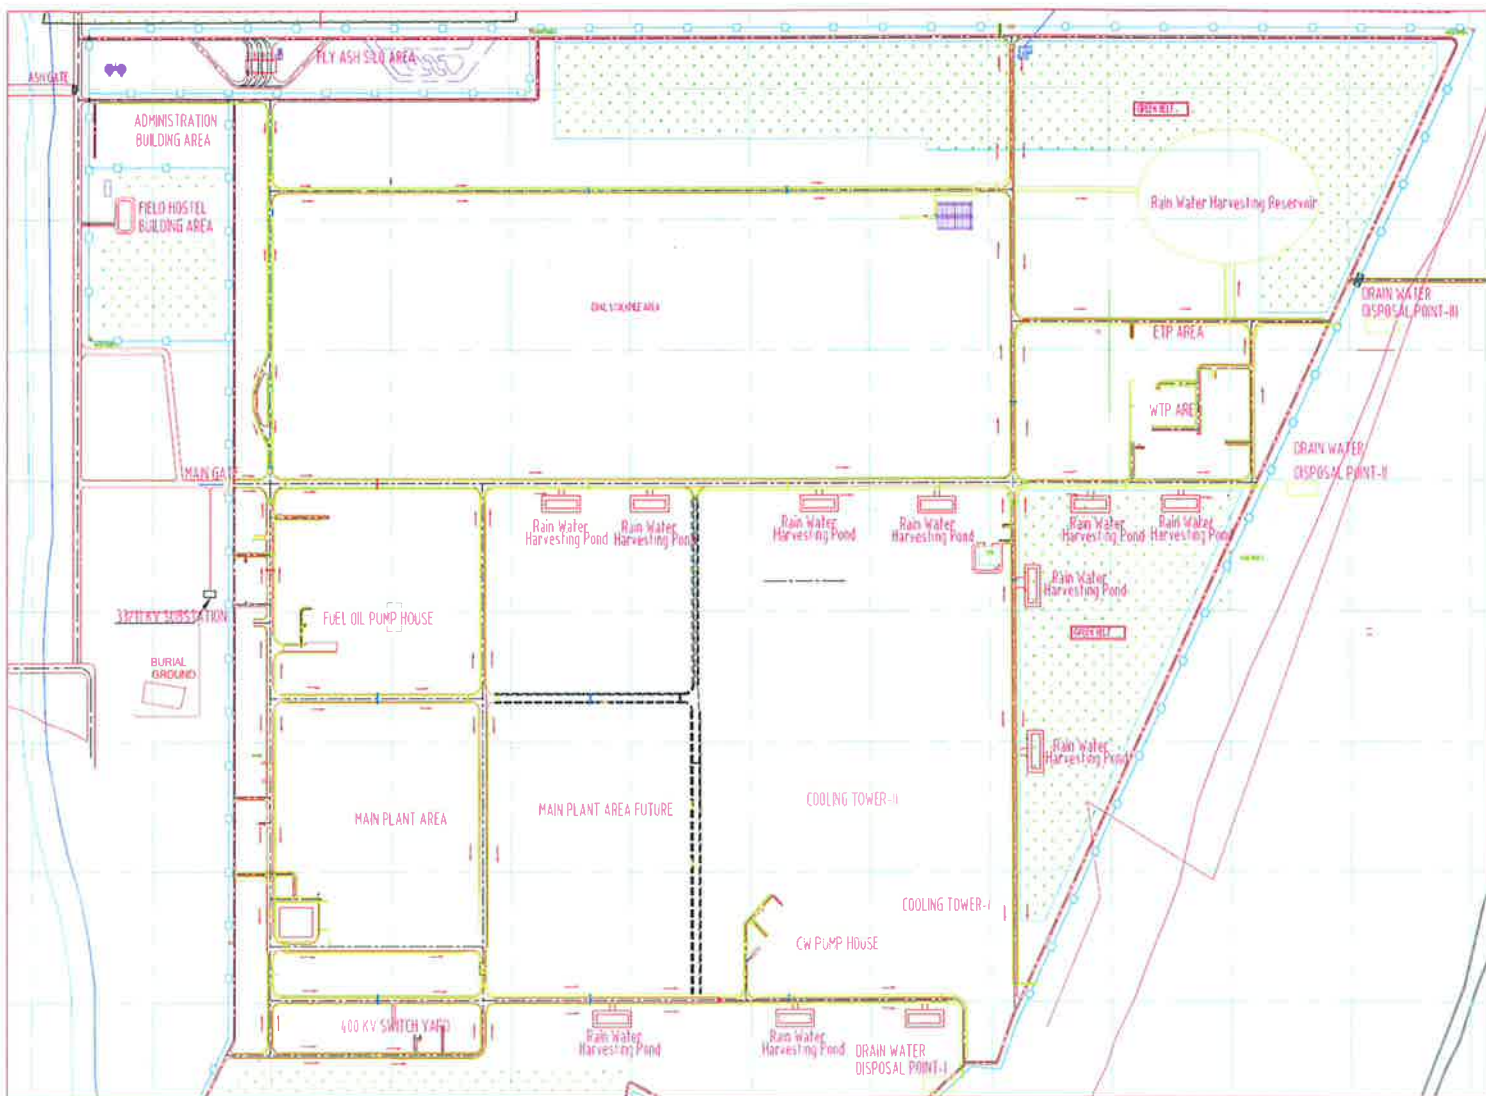 FLY ASH SILO AREA
ASH GATE
ADMINISTRATION
BUILDING AREA
GREEN BELT
FIELD HOSTEL
BUILDING AREA
Rain Water Harvesting Reservoir
DRAIN WATER
DISPOSAL POINT-III
ETP AREA
WTP ARE
MAIN GATE
DRAIN WATER
DISPOSAL POINT-II
Rain Water
Harvesting Pond
Rain Water
Harvesting Pond
Rain Water
Harvesting Pond
Rain Water
Harvesting Pond
Rain Water
Harvesting Pond
Rain Water
Harvesting Pond
Rain Water
Harvesting Pond
33/11 KV SUBSTATION
FUEL OIL PUMP HOUSE
GREEN BELT
BURIAL
GROUND
Rain Water
Harvesting Pond
MAIN PLANT AREA
MAIN PLANT AREA FUTURE
COOLING TOWER-II
COOLING TOWER-I
CW PUMP HOUSE
400 KV SWITCH YARD
Rain Water
Harvesting Pond
Rain Water
Harvesting Pond
DRAIN WATER
DISPOSAL POINT-I